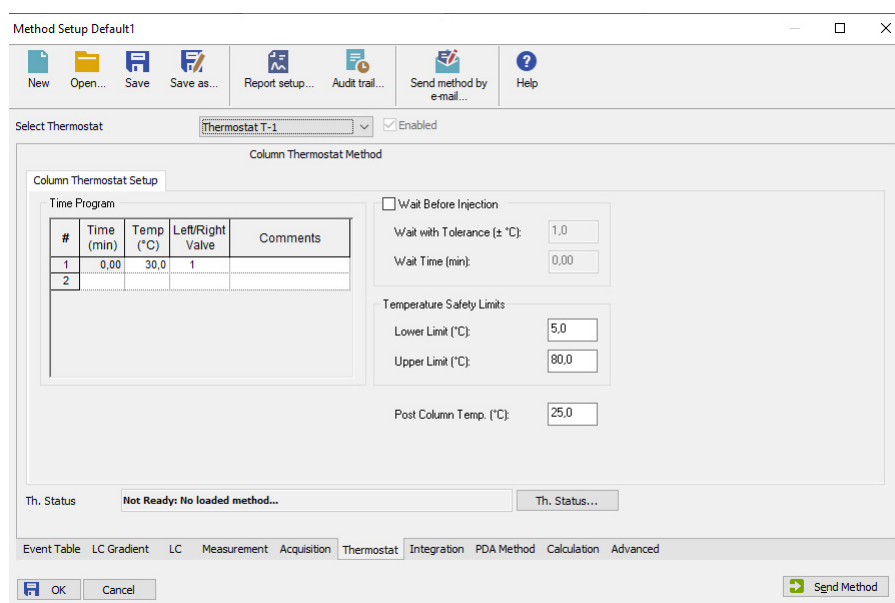 Method Setup Default1
New Open... Save Save as... Report setup... Audit trail... Send method by e-mail... Help
Select Thermostat Thermostat T-1 Enabled
Column Thermostat Method
Column Thermostat Setup
Time Program
# Time (min) Temp (°C) Left/Right Valve Comments
1 0,00 30,0 1
2
Wait Before Injection
Wait with Tolerance (± °C): 1,0
Wait Time (min): 0,00
Temperature Safety Limits
Lower Limit (°C): 5,0
Upper Limit (°C): 80,0
Post Column Temp. (°C): 25,0
Th. Status Not Ready: No loaded method... Th. Status...
Event Table LC Gradient LC Measurement Acquisition Thermostat Integration PDA Method Calculation Advanced
OK Cancel Send Method